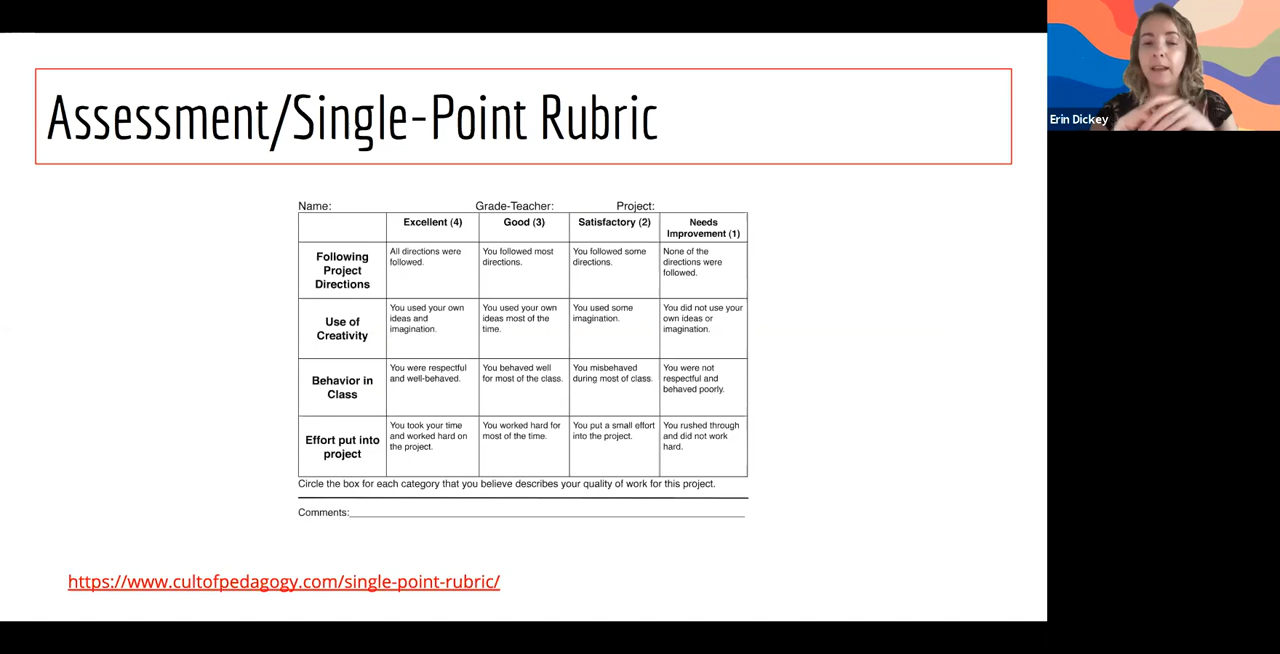 Assessment/Single-Point Rubric
Erin Dickey
Name: Grade-Teacher: Project:
Excellent (4) Good (3) Satisfactory (2) Needs
Improvement (1)
Following
Project
Directions
All directions were
followed.
You followed most
directions.
You followed some
directions.
None of the
directions were
followed.
Use of
Creativity
You used your own
ideas and
imagination.
You used your own
ideas most of the
time.
You used some
imagination.
You did not use your
own ideas or
imagination.
Behavior in
Class
You were respectful
and well-behaved.
You behaved well
for most of the class.
You misbehaved
during most of class.
You were not
respectful and
behaved poorly.
Effort put into
project
You took your time
and worked hard on
the project.
You worked hard for
most of the time.
You put a small effort
into the project.
You rushed through
and did not work
hard.
Circle the box for each category that you believe describes your quality of work for this project.
Comments:
https://www.cultofpedagogy.com/single-point-rubric/